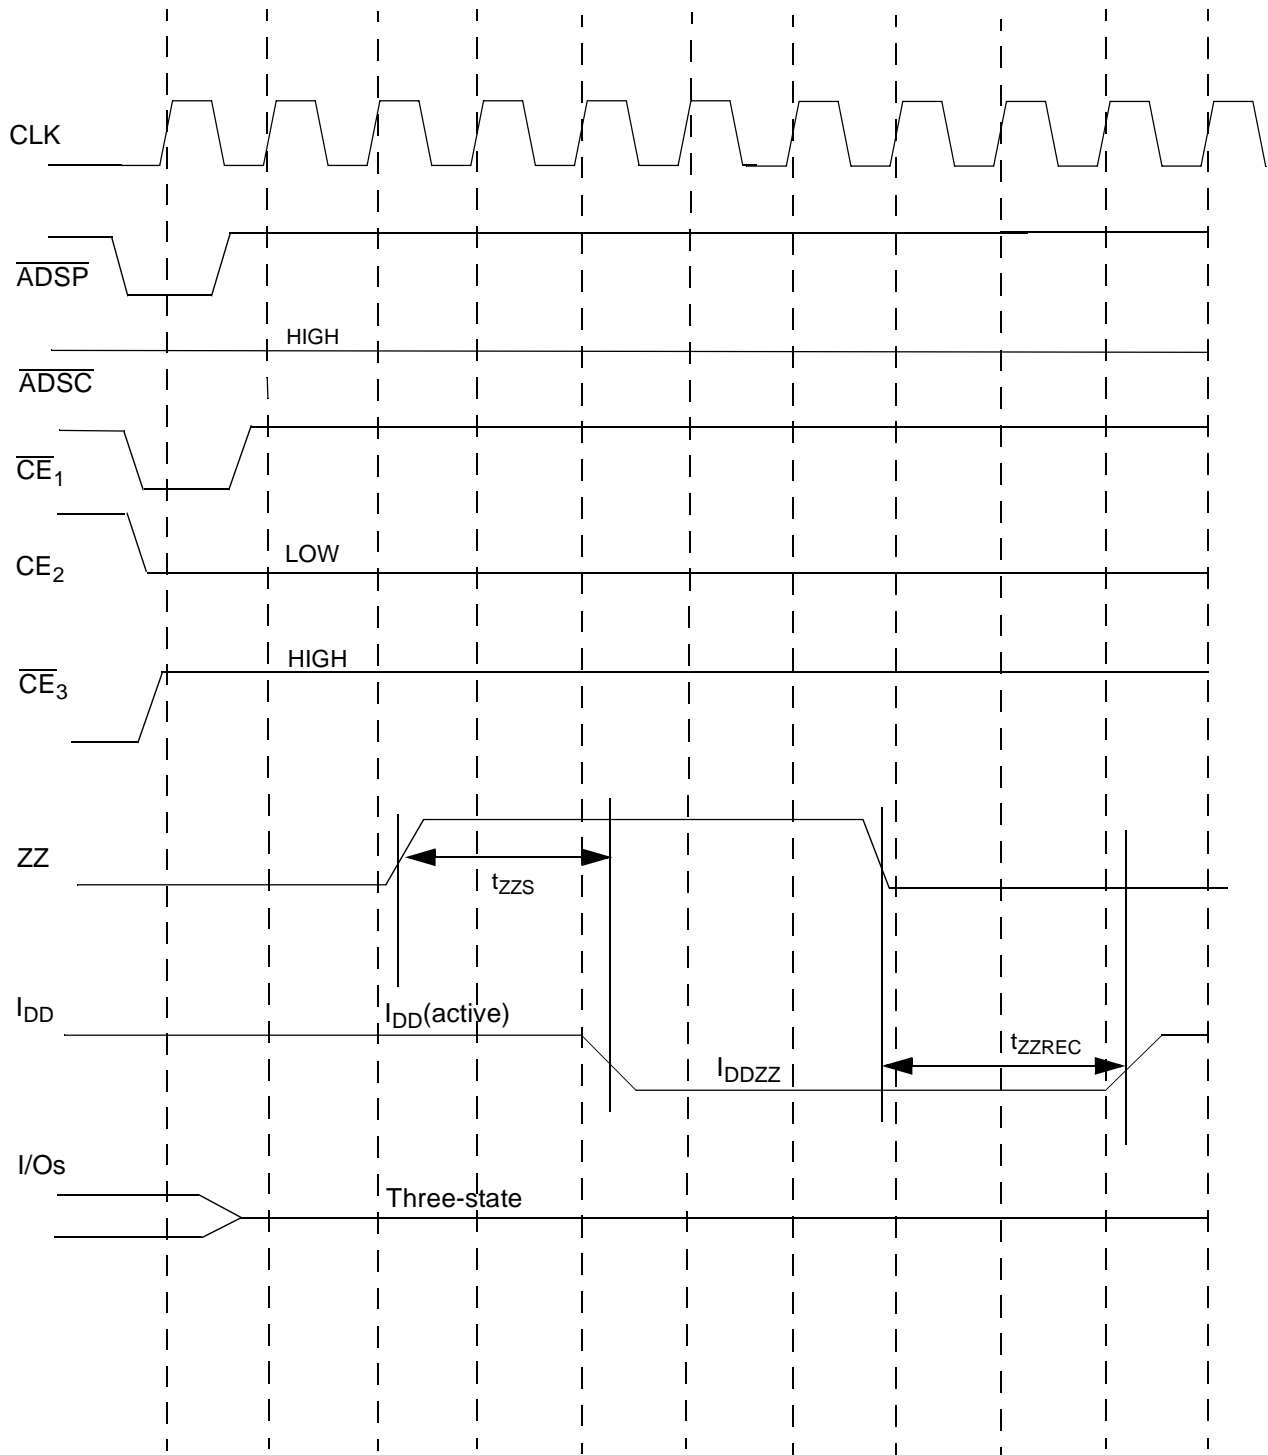 CLK
ADSP
HIGH
ADSC
CE1
LOW
CE2
HIGH
CE3
ZZ
tZZS
IDD
IDD(active)
tZZREC
IDDZZ
I/Os
Three-state